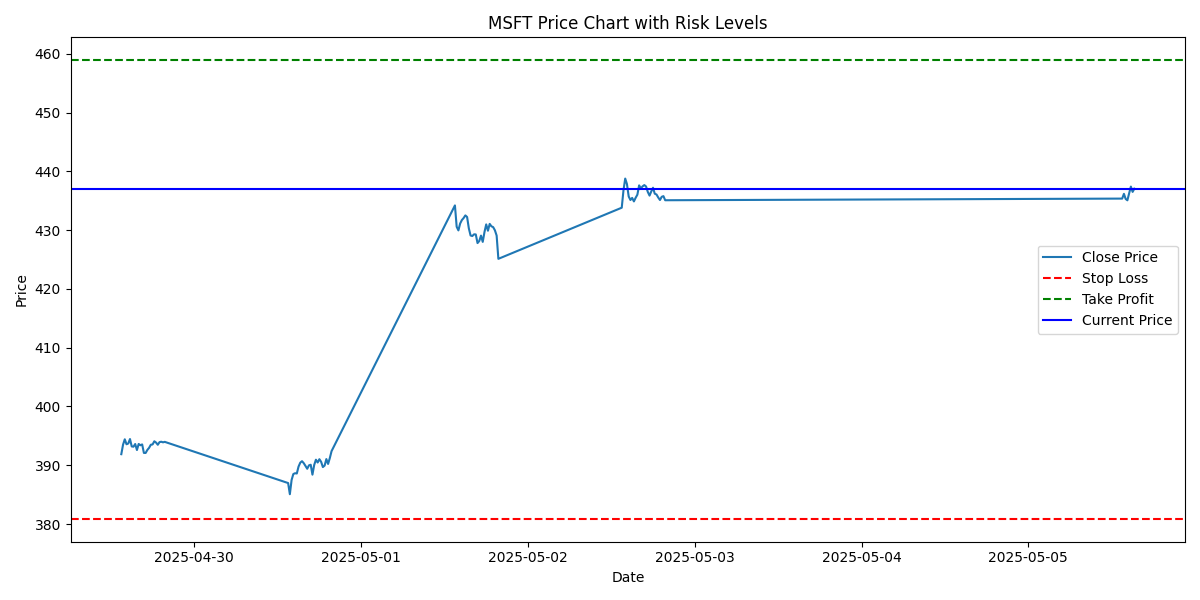 MSFT Price Chart with Risk Levels
460
450
440
430
420
410
400
390
380
Price
Close Price
Stop Loss
Take Profit
Current Price
2025-04-30
2025-05-01
2025-05-02
2025-05-03
2025-05-04
2025-05-05
Date